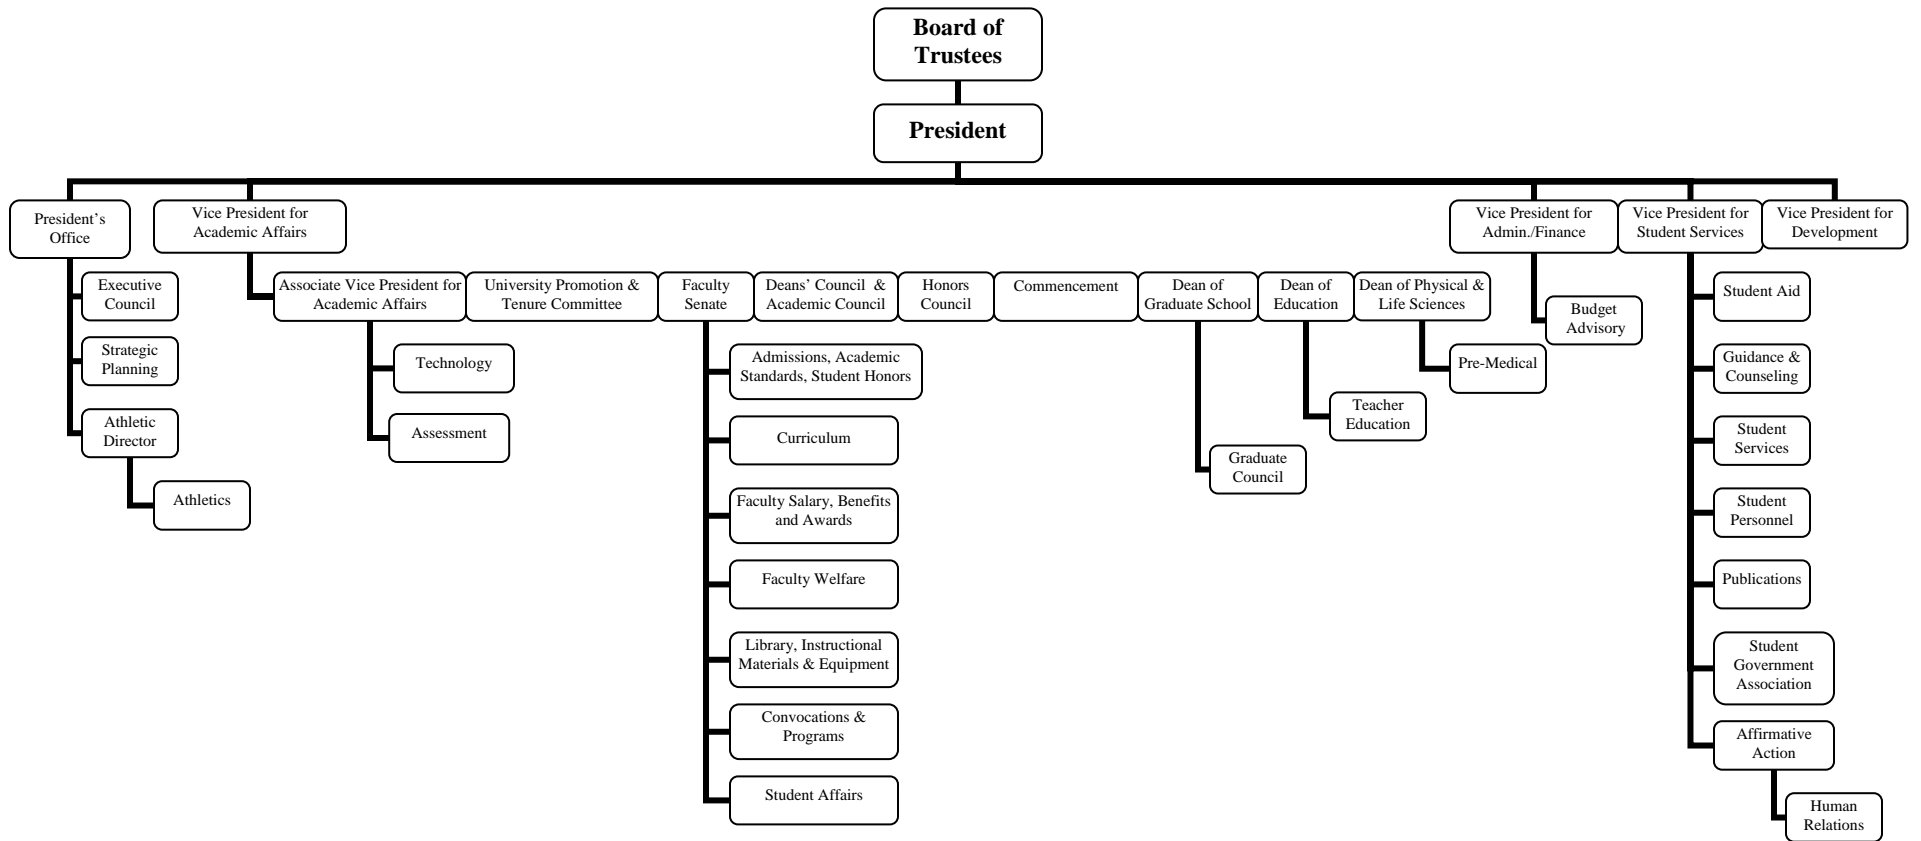 Board of
Trustees
President
President’s
Office
Vice President for
Academic Affairs
Vice President for
Admin./Finance
Vice President for
Student Services
Vice President for
Development
Executive
Council
Strategic
Planning
Athletic
Director
Athletics
Associate Vice President for
Academic Affairs
University Promotion &
Tenure Committee
Faculty
Senate
Deans’ Council &
Academic Council
Honors
Council
Commencement
Dean of
Graduate School
Dean of
Education
Dean of Physical &
Life Sciences
Technology
Assessment
Admissions, Academic
Standards, Student Honors
Curriculum
Faculty Salary, Benefits
and Awards
Faculty Welfare
Library, Instructional
Materials & Equipment
Convocations &
Programs
Student Affairs
Graduate
Council
Teacher
Education
Pre-Medical
Budget
Advisory
Student Aid
Guidance &
Counseling
Student
Services
Student
Personnel
Publications
Student
Government
Association
Affirmative
Action
Human
Relations